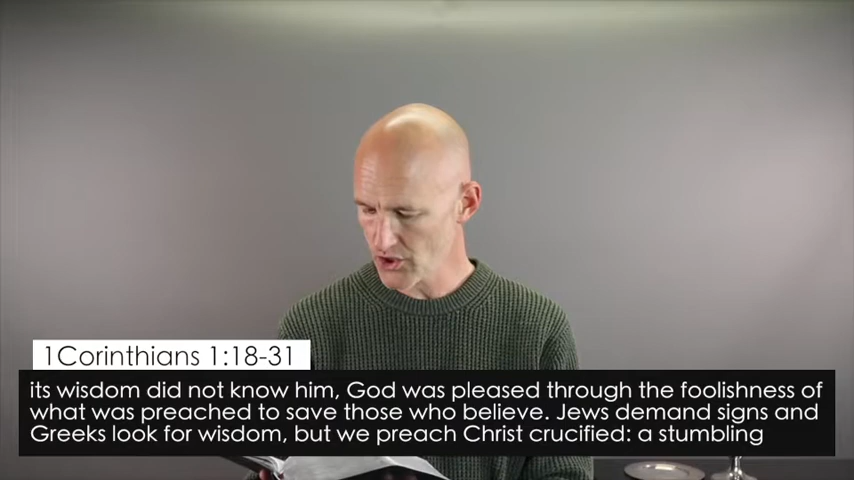 1Corinthians 1:18-31
its wisdom did not know him, God was pleased through the foolishness of
what was preached to save those who believe. Jews demand signs and
Greeks look for wisdom, but we preach Christ crucified: a stumbling